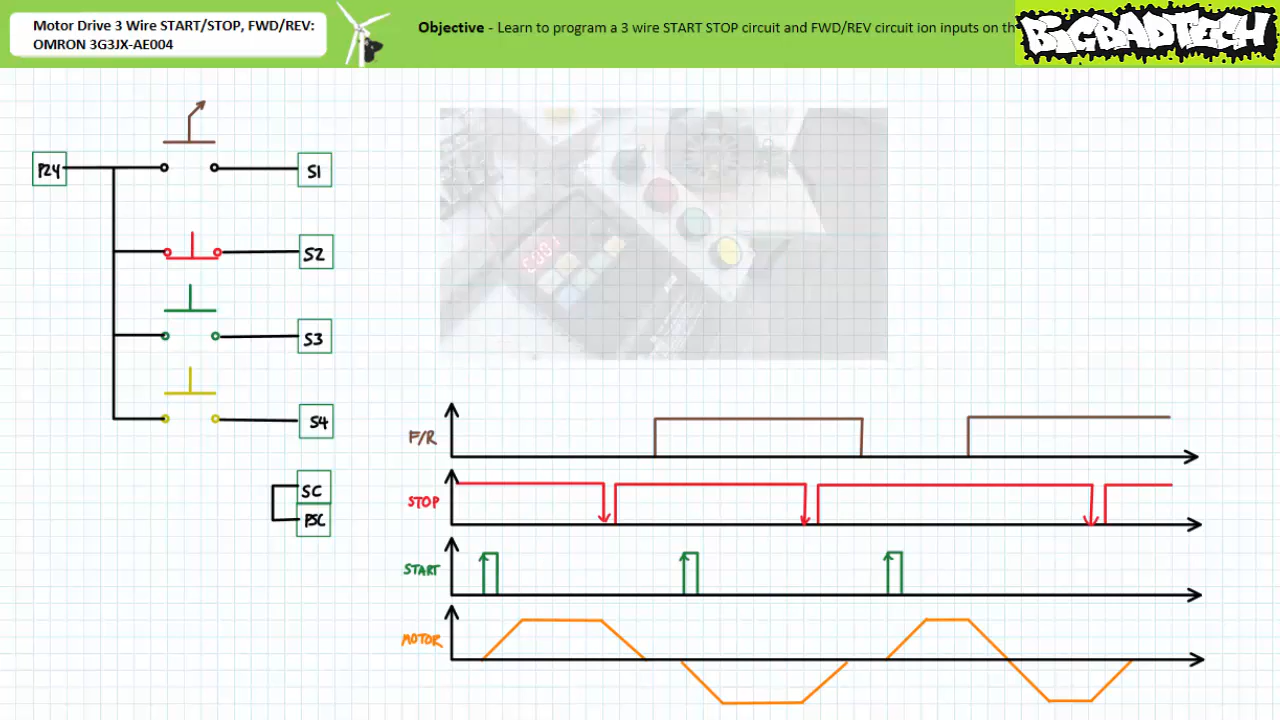 Motor Drive 3 Wire START/STOP, FWD/REV:
OMRON 3G3JX-AE004
Objective - Learn to program a 3 wire START STOP circuit and FWD/REV circuit ion inputs on th
BIGBADTECH
P24
S1
S2
S3
S4
SC
PSC
F/R
STOP
START
MOTOR